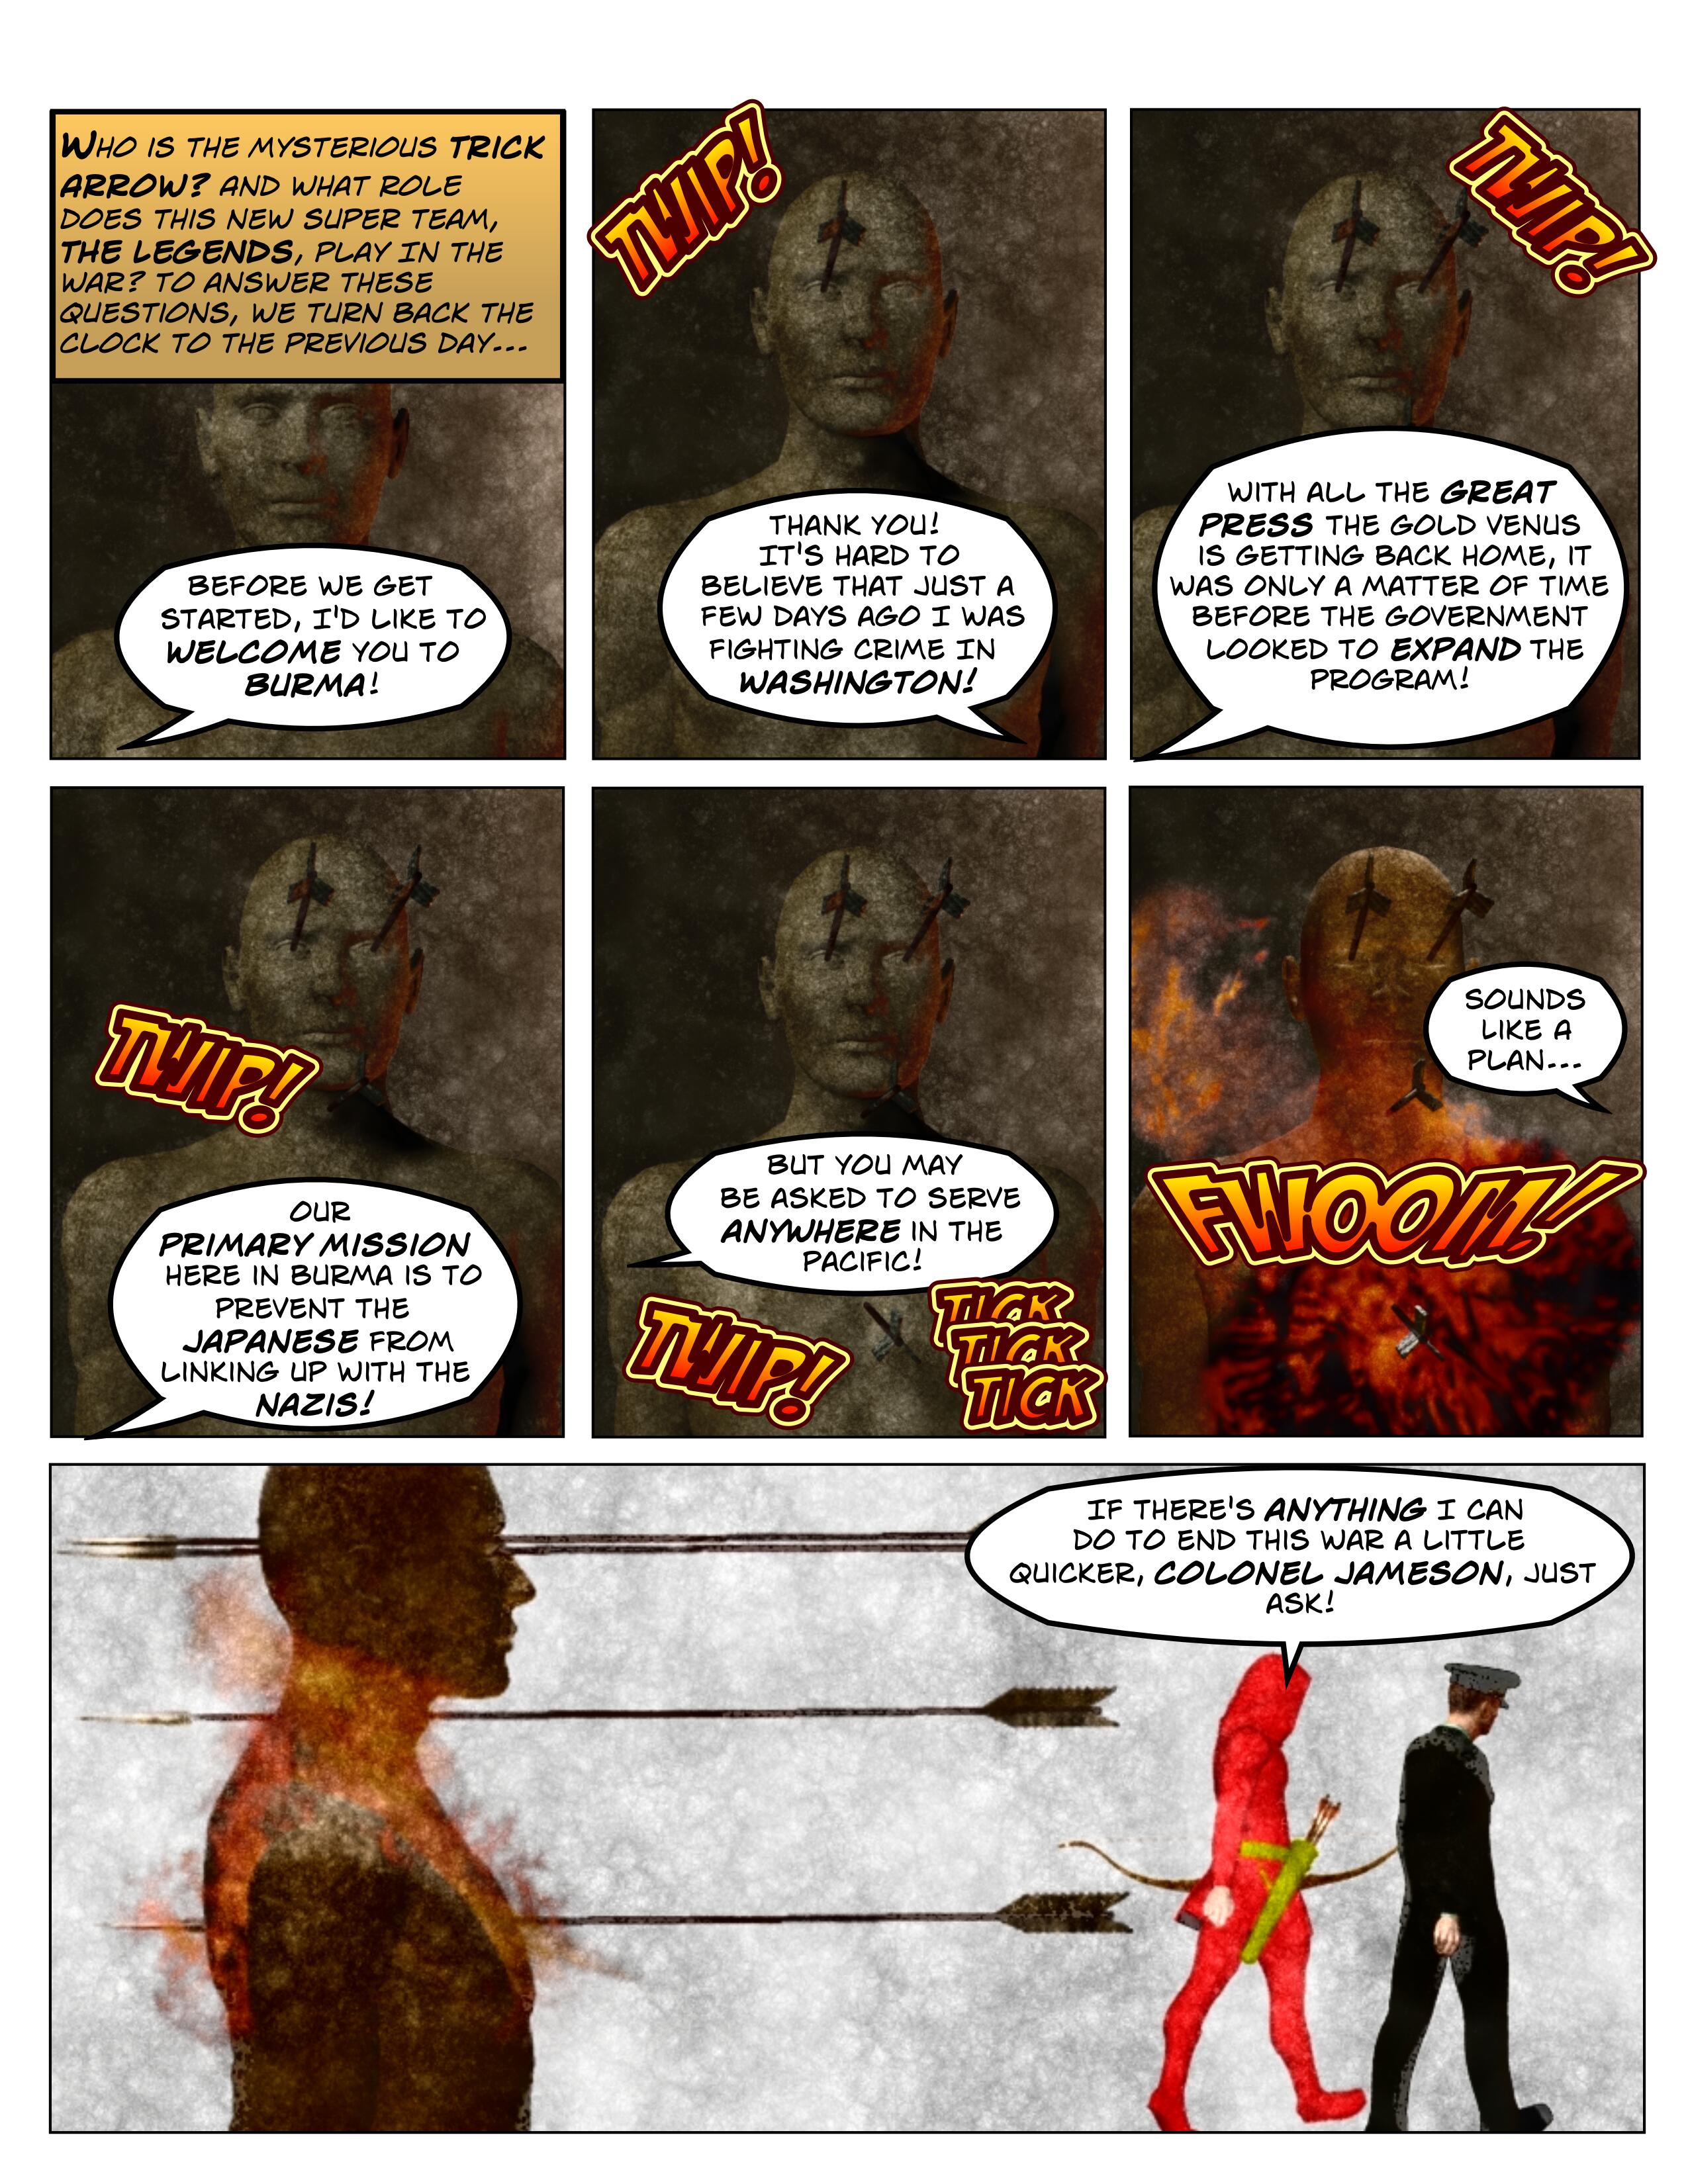 WHO IS THE MYSTERIOUS TRICK
ARROW? AND WHAT ROLE
DOES THIS NEW SUPER TEAM,
THE LEGENDS, PLAY IN THE
WAR? TO ANSWER THESE
QUESTIONS, WE TURN BACK THE
CLOCK TO THE PREVIOUS DAY...
BEFORE WE GET
STARTED, I'D LIKE TO
WELCOME YOU TO
BURMA!
TWIP!
THANK YOU!
IT'S HARD TO
BELIEVE THAT JUST A
FEW DAYS AGO I WAS
FIGHTING CRIME IN
WASHINGTON!
TWIP!
WITH ALL THE GREAT
PRESS THE GOLD VENUS
IS GETTING BACK HOME, IT
WAS ONLY A MATTER OF TIME
BEFORE THE GOVERNMENT
LOOKED TO EXPAND THE
PROGRAM!
TWIP!
OUR
PRIMARY MISSION
HERE IN BURMA IS TO
PREVENT THE
JAPANESE FROM
LINKING UP WITH THE
NAZIS!
BUT YOU MAY
BE ASKED TO SERVE
ANYWHERE IN THE
PACIFIC!
TWIP!
TICK
TICK
TICK
SOUNDS
LIKE A
PLAN...
FWOOM!
IF THERE'S ANYTHING I CAN
DO TO END THIS WAR A LITTLE
QUICKER, COLONEL JAMESON, JUST
ASK!